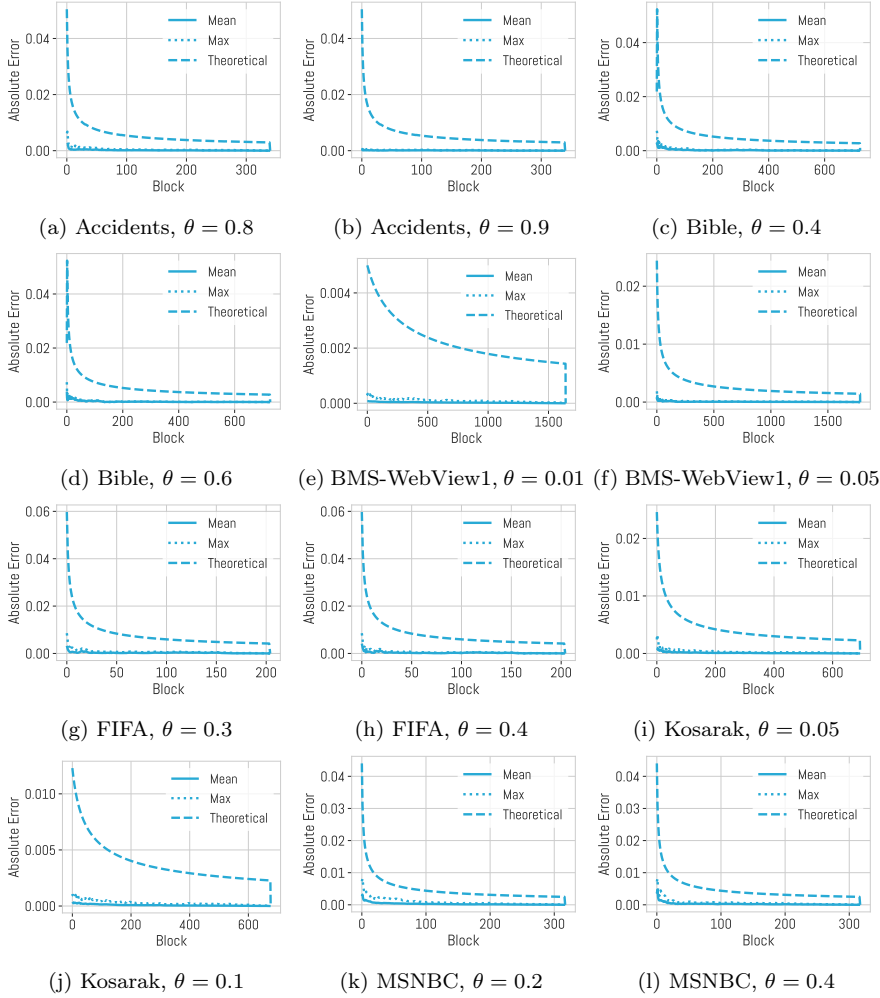 Absolute Error
0.04
0.02
0.00
Mean
Max
Theoretical
0 100 200 300
Block
(a) Accidents, θ = 0.8
Absolute Error
0.04
0.02
0.00
Mean
Max
Theoretical
0 100 200 300
Block
(b) Accidents, θ = 0.9
Absolute Error
0.04
0.02
0.00
Mean
Max
Theoretical
0 200 400 600
Block
(c) Bible, θ = 0.4
Absolute Error
0.04
0.02
0.00
Mean
Max
Theoretical
0 200 400 600
Block
(d) Bible, θ = 0.6
Absolute Error
0.004
0.002
0.000
Mean
Max
Theoretical
0 500 1000 1500
Block
(e) BMS-WebView1, θ = 0.01
Absolute Error
0.02
0.01
0.00
Mean
Max
Theoretical
0 500 1000 1500
Block
(f) BMS-WebView1, θ = 0.05
Absolute Error
0.06
0.04
0.02
0.00
Mean
Max
Theoretical
0 50 100 150 200
Block
(g) FIFA, θ = 0.3
Absolute Error
0.06
0.04
0.02
0.00
Mean
Max
Theoretical
0 50 100 150 200
Block
(h) FIFA, θ = 0.4
Absolute Error
0.02
0.01
0.00
Mean
Max
Theoretical
0 200 400 600
Block
(i) Kosarak, θ = 0.05
Absolute Error
0.010
0.005
0.000
Mean
Max
Theoretical
0 200 400 600
Block
(j) Kosarak, θ = 0.1
Absolute Error
0.04
0.03
0.02
0.01
0.00
Mean
Max
Theoretical
0 100 200 300
Block
(k) MSNBC, θ = 0.2
Absolute Error
0.04
0.03
0.02
0.01
0.00
Mean
Max
Theoretical
0 100 200 300
Block
(l) MSNBC, θ = 0.4